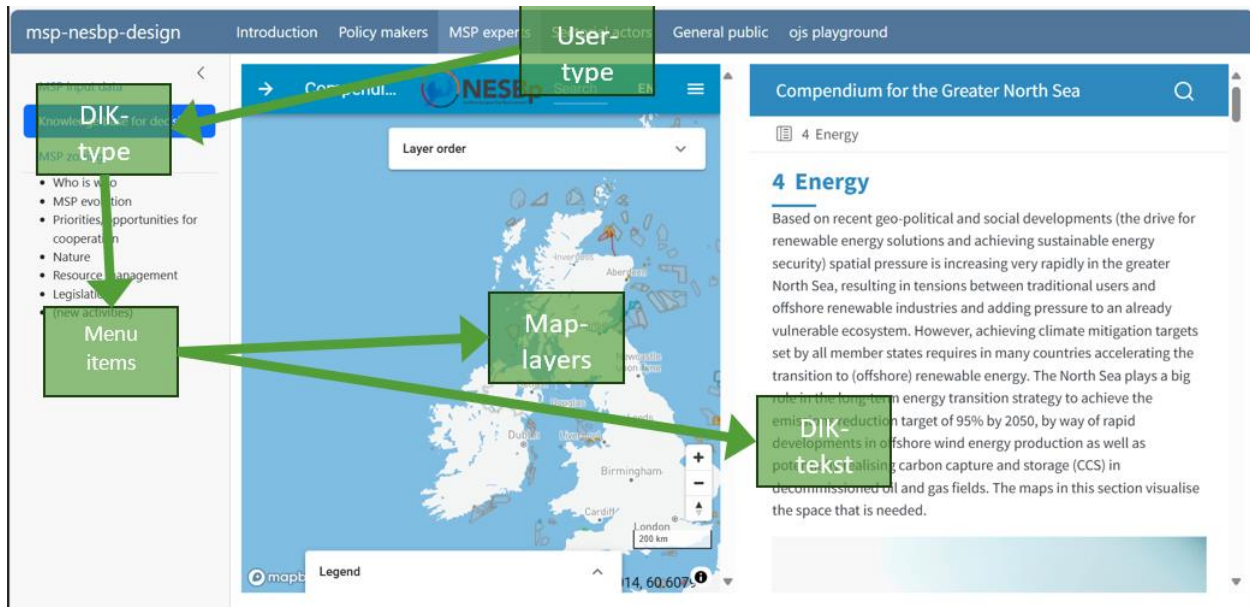 msp-nesbp-design
Introduction Policy makers MSP experts General public ojs playground
User-
type
MSP input data
DIK-
type
• Who is who
• MSP evolution
• Priorities/opportunities for
cooperation
• Nature
• Resource management
• Legislation
• (new activities)
Menu
items
Compendi... NESBp Search EN
Layer order
Inverness
Aberdeen
Map-
layers
Newcastle
upon Tyne
Douglas
Leeds
Dublin Liverpool
Birmingham
Cardiff
London
200 km
Legend
14, 60.6079
Compendium for the Greater North Sea
4 Energy
4 Energy
Based on recent geo-political and social developments (the drive for
renewable energy solutions and achieving sustainable energy
security) spatial pressure is increasing very rapidly in the greater
North Sea, resulting in tensions between traditional users and
offshore renewable industries and adding pressure to an already
vulnerable ecosystem. However, achieving climate mitigation targets
set by all member states requires in many countries accelerating the
transition to (offshore) renewable energy. The North Sea plays a big
role in the long-term energy transition strategy to achieve the
emissions reduction target of 95% by 2050, by way of rapid
developments in offshore wind energy production as well as
potentially realising carbon capture and storage (CCS) in
decommissioned oil and gas fields. The maps in this section visualise
the space that is needed.
DIK-
tekst